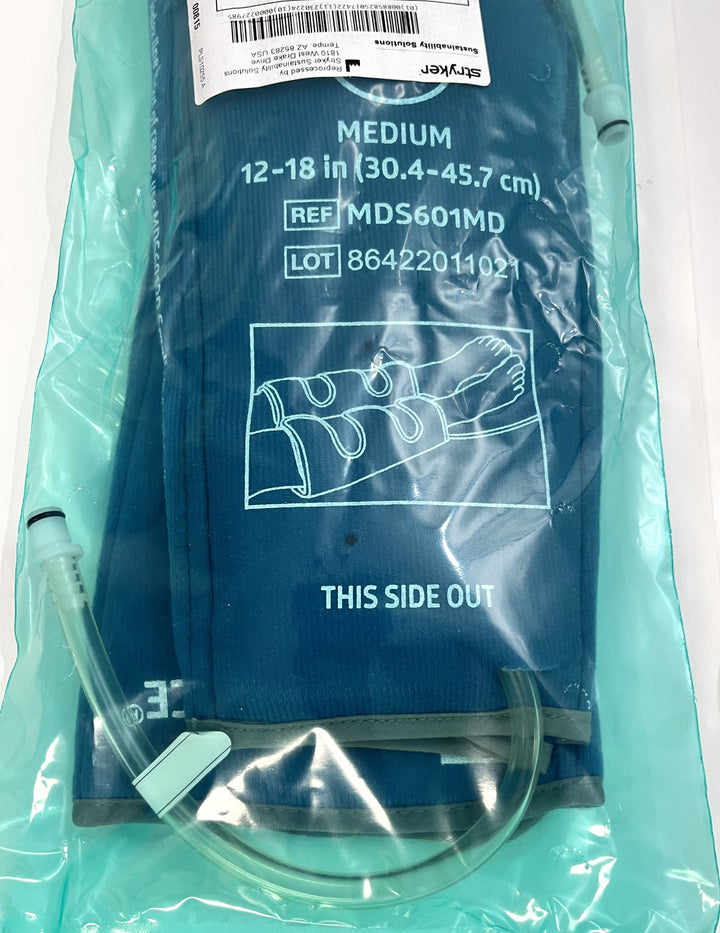 stryker
Sustainability Solutions
Reprocessed by
Stryker Sustainability Solutions
1810 West Drake Drive
Tempe, AZ 85283 USA
PLS10255 A
MEDIUM
12-18 in (30.4-45.7 cm)
REF MDS601MD
LOT 86422011021
THIS SIDE OUT